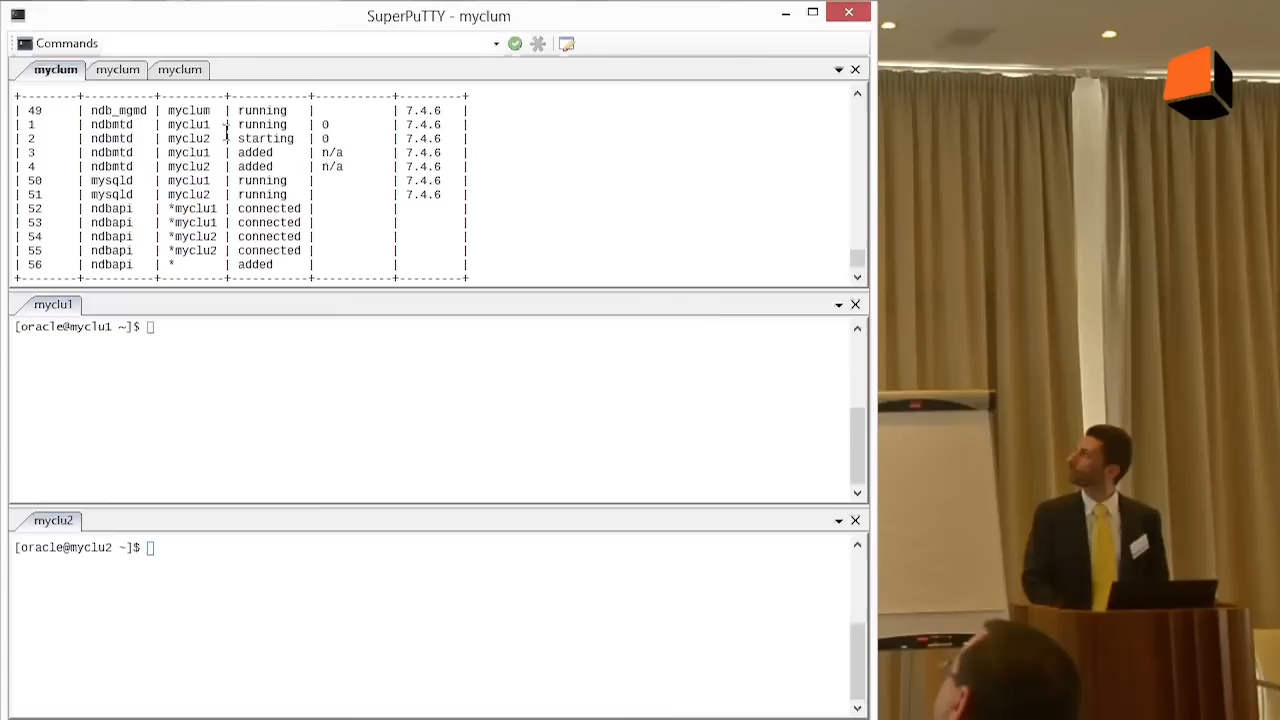 SuperPuTTY - myclum
Commands
myclum myclum myclum
+--------+---------+--------+-----------+---------+--------+
| 49 | ndb_mgmd | myclum | running | | 7.4.6 |
| 1 | ndbmtd | myclu1 | running | 0 | 7.4.6 |
| 2 | ndbmtd | myclu2 | starting | 0 | 7.4.6 |
| 3 | ndbmtd | myclu1 | added | n/a | 7.4.6 |
| 4 | ndbmtd | myclu2 | added | n/a | 7.4.6 |
| 50 | mysqld | myclu1 | running | | 7.4.6 |
| 51 | mysqld | myclu2 | running | | 7.4.6 |
| 52 | ndbapi | *myclu1 | connected | | |
| 53 | ndbapi | *myclu1 | connected | | |
| 54 | ndbapi | *myclu2 | connected | | |
| 55 | ndbapi | *myclu2 | connected | | |
| 56 | ndbapi | * | added | | |
+--------+---------+--------+-----------+---------+--------+
myclu1
[oracle@myclu1 ~]$
myclu2
[oracle@myclu2 ~]$